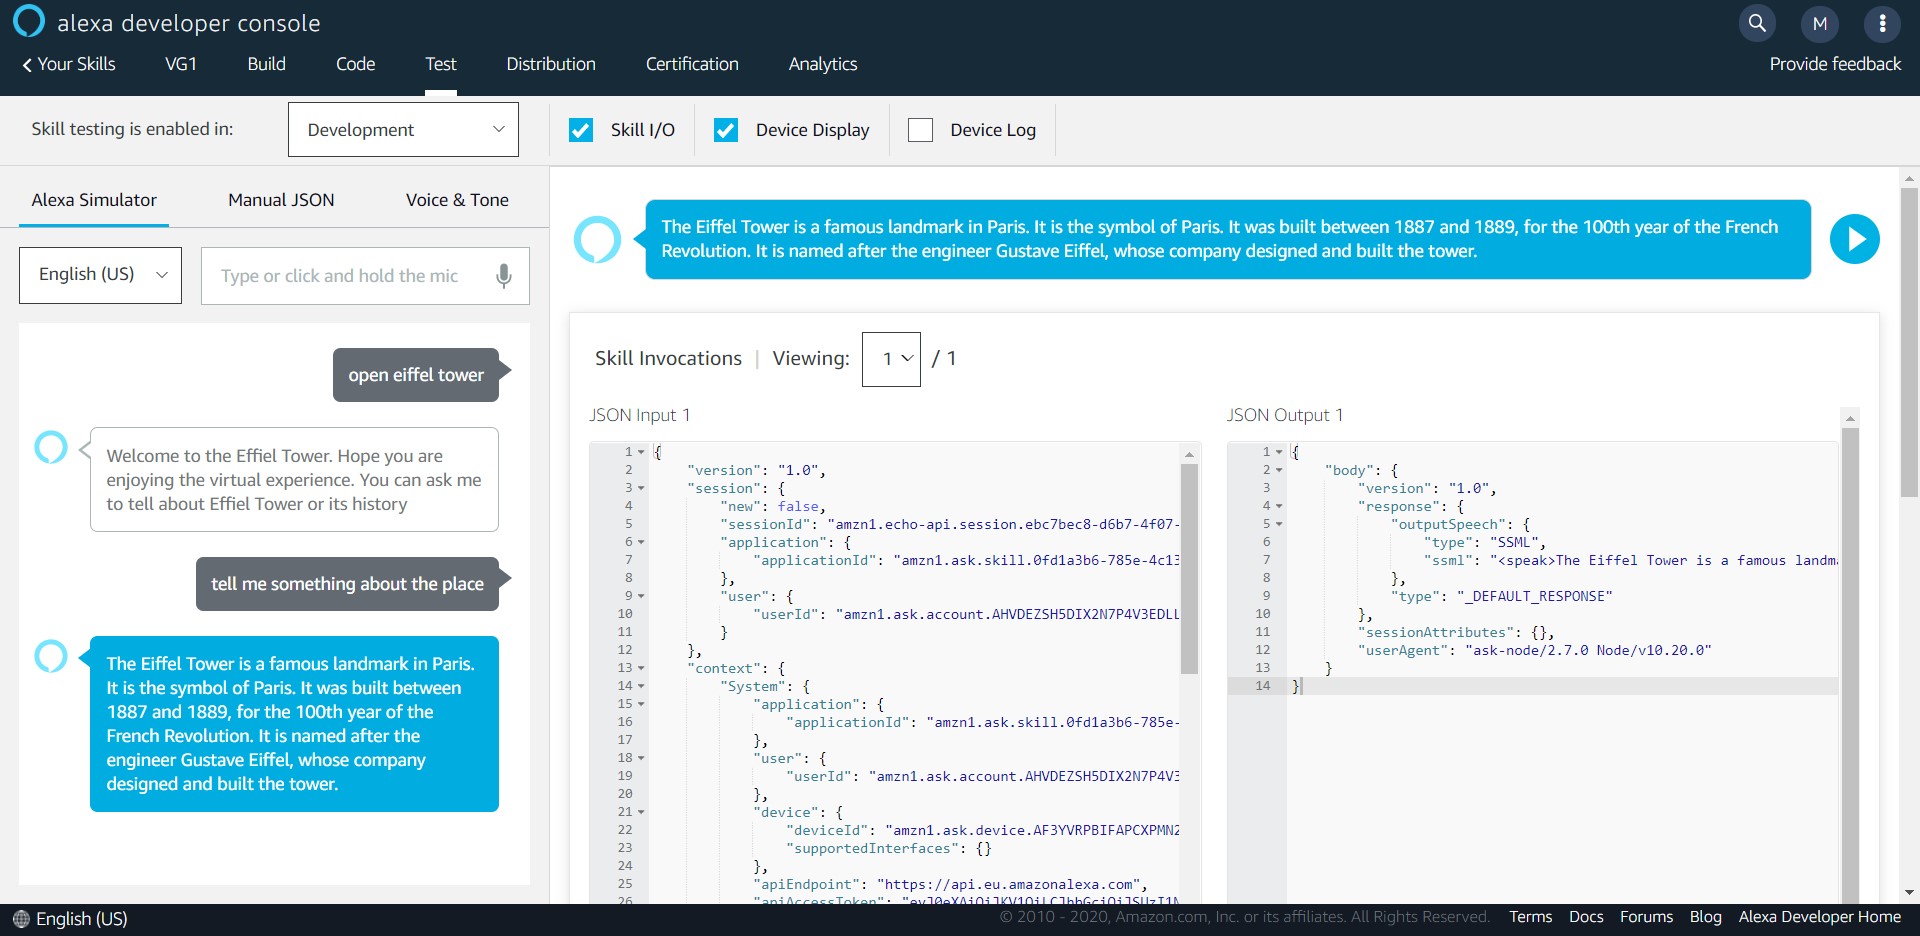 alexa developer console
M
Your Skills
VG1
Build
Code
Test
Distribution
Certification
Analytics
Provide feedback
Skill testing is enabled in:
Development
Skill I/O
Device Display
Device Log
Alexa Simulator
Manual JSON
Voice & Tone
English (US)
Type or click and hold the mic
open eiffel tower
Welcome to the Effiel Tower. Hope you are
enjoying the virtual experience. You can ask me
to tell about Effiel Tower or its history
tell me something about the place
The Eiffel Tower is a famous landmark in Paris.
It is the symbol of Paris. It was built between
1887 and 1889, for the 100th year of the
French Revolution. It is named after the
engineer Gustave Eiffel, whose company
designed and built the tower.
The Eiffel Tower is a famous landmark in Paris. It is the symbol of Paris. It was built between 1887 and 1889, for the 100th year of the French
Revolution. It is named after the engineer Gustave Eiffel, whose company designed and built the tower.
Skill Invocations | Viewing: 1 / 1
JSON Input 1
1 {
2 "version": "1.0",
3 "session": {
4 "new": false,
5 "sessionId": "amzn1.echo-api.session.ebc7bec8-d6b7-4f07-
6 "application": {
7 "applicationId": "amzn1.ask.skill.0fd1a3b6-785e-4c13
8 },
9 "user": {
10 "userId": "amzn1.ask.account.AHVDEZSH5DIX2N7P4V3EDLL
11 }
12 },
13 "context": {
14 "System": {
15 "application": {
16 "applicationId": "amzn1.ask.skill.0fd1a3b6-785e-
17 },
18 "user": {
19 "userId": "amzn1.ask.account.AHVDEZSH5DIX2N7P4V3
20 },
21 "device": {
22 "deviceId": "amzn1.ask.device.AF3YVRPBIFAPCXPMN2
23 "supportedInterfaces": {}
24 },
25 "apiEndpoint": "https://api.eu.amazonalexa.com",
26 "apiAccessToken":
JSON Output 1
1 {
2 "body": {
3 "version": "1.0",
4 "response": {
5 "outputSpeech": {
6 "type": "SSML",
7 "ssml": "<speak>The Eiffel Tower is a famous landm
8 },
9 "type": "_DEFAULT_RESPONSE"
10 },
11 "sessionAttributes": {},
12 "userAgent": "ask-node/2.7.0 Node/v10.20.0"
13 }
14 }
English (US)
© 2010 - 2020, Amazon.com, Inc. or its affiliates. All Rights Reserved.
Terms
Docs
Forums
Blog
Alexa Developer Home